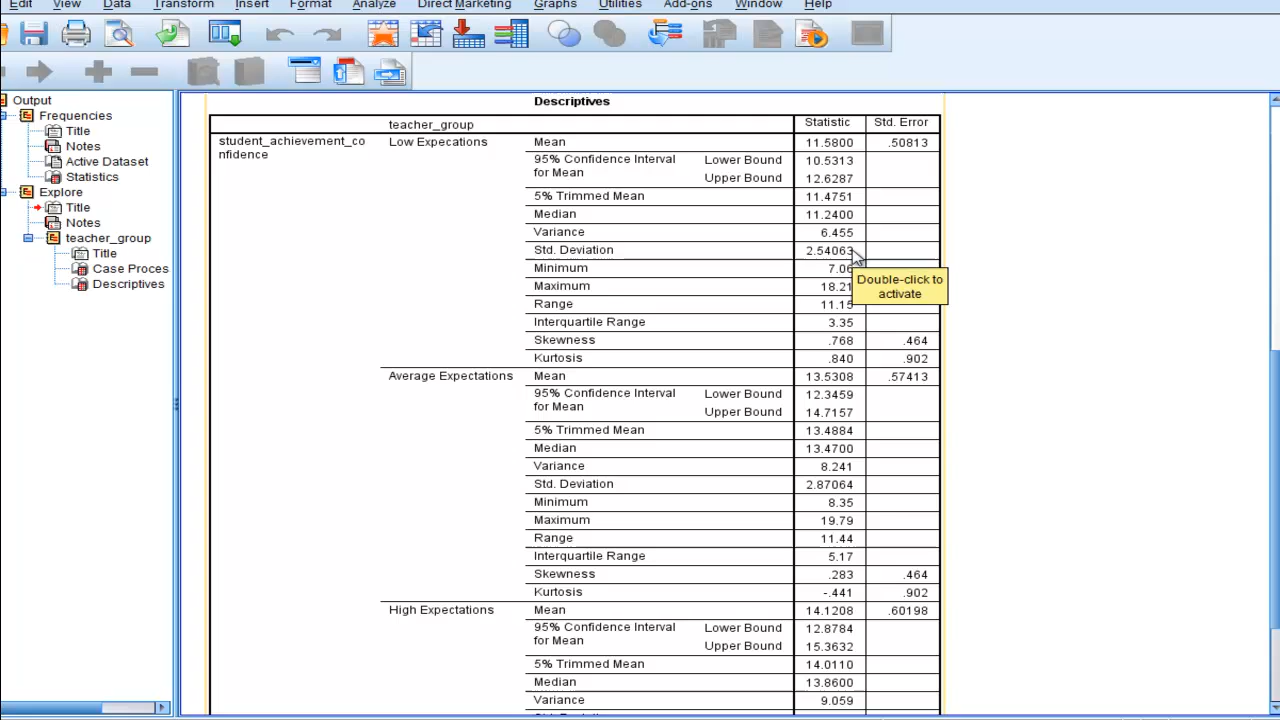 Edit View Data Transform Insert Format Analyze Direct Marketing Graphs Utilities Add-ons Window Help
Output
Frequencies
Title
Notes
Active Dataset
Statistics
Explore
Title
Notes
teacher_group
Title
Case Proces
Descriptives
Descriptives
teacher_group Statistic Std. Error
student_achievement_co Low Expecations Mean 11.5800 .50813
nfidence
95% Confidence Interval Lower Bound 10.5313
for Mean Upper Bound 12.6287
5% Trimmed Mean 11.4751
Median 11.2400
Variance 6.455
Std. Deviation 2.54063
Minimum 7.06
Maximum 18.21
Range 11.15
Interquartile Range 3.35
Skewness .768 .464
Kurtosis .840 .902
Double-click to
activate
Average Expectations Mean 13.5308 .57413
95% Confidence Interval Lower Bound 12.3459
for Mean Upper Bound 14.7157
5% Trimmed Mean 13.4884
Median 13.4700
Variance 8.241
Std. Deviation 2.87064
Minimum 8.35
Maximum 19.79
Range 11.44
Interquartile Range 5.17
Skewness .283 .464
Kurtosis -.441 .902
High Expectations Mean 14.1208 .60198
95% Confidence Interval Lower Bound 12.8784
for Mean Upper Bound 15.3632
5% Trimmed Mean 14.0110
Median 13.8600
Variance 9.059